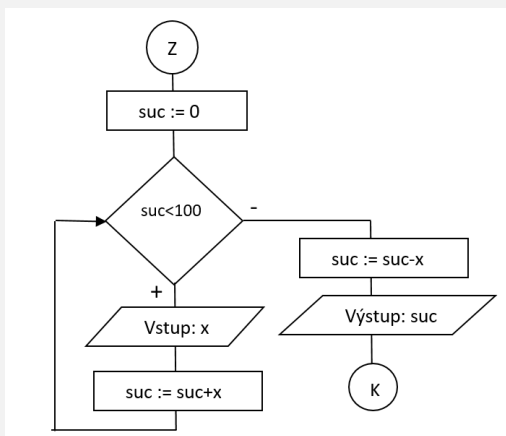 Z
suc := 0
suc<100
-
+
suc := suc-x
Vstup: x
Výstup: suc
suc := suc+x
K